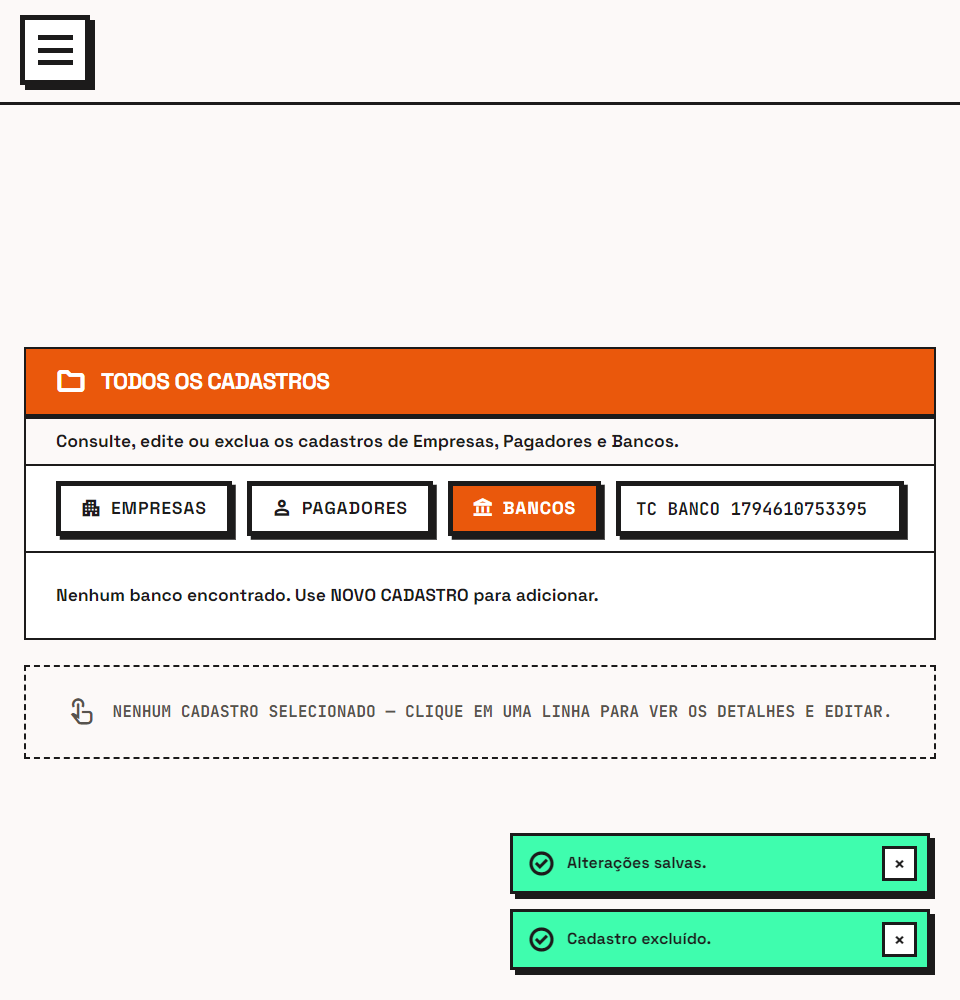 TODOS OS CADASTROS
Consulte, edite ou exclua os cadastros de Empresas, Pagadores e Bancos.
EMPRESAS
PAGADORES
BANCOS
TC BANCO 1794610753395
Nenhum banco encontrado. Use NOVO CADASTRO para adicionar.
NENHUM CADASTRO SELECIONADO — CLIQUE EM UMA LINHA PARA VER OS DETALHES E EDITAR.
Alterações salvas.
×
Cadastro excluído.
×